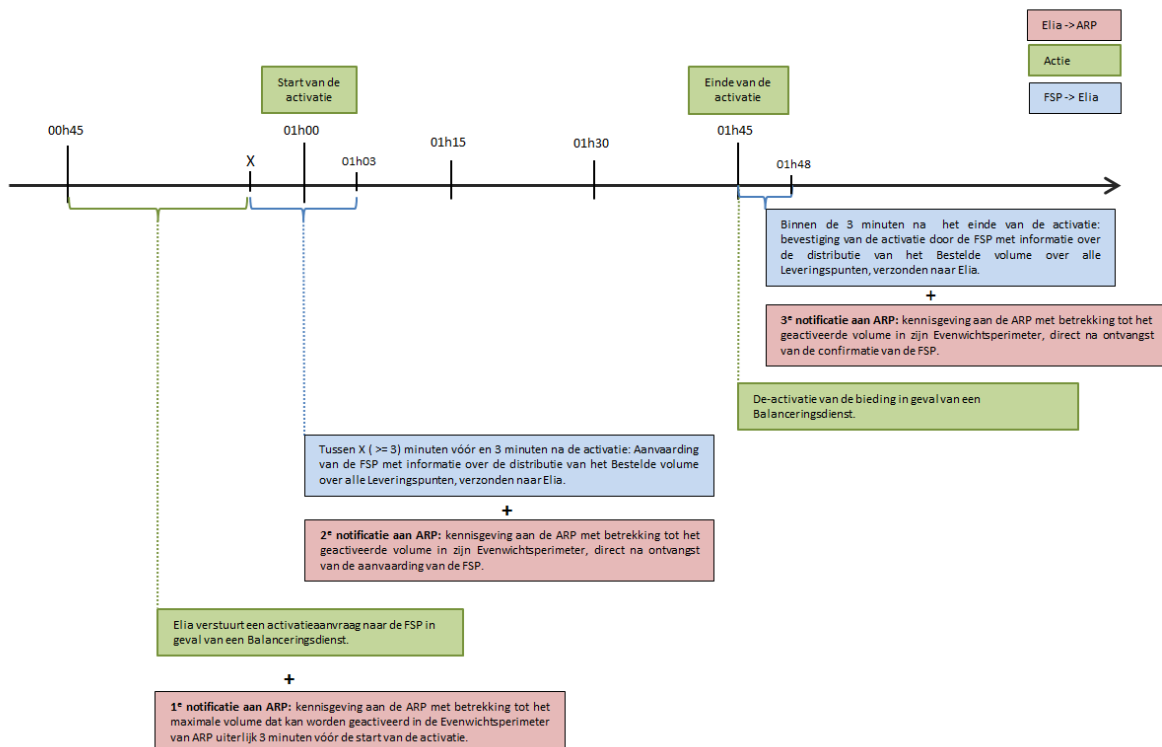 Elia ->ARP
Actie
FSP -> Elia
Start van de
activatie
Einde van de
activatie
00h45
X
01h00
01h03
01h15
01h30
01h45
01h48
Binnen de 3 minuten na het einde van de activatie:
bevestiging van de activatie door de FSP met informatie over
de distributie van het Bestelde volume over alle
Leveringspunten, verzonden naar Elia.
+
3e notificatie aan ARP: kennisgeving aan de ARP met betrekking tot het
geactiveerde volume in zijn Evenwichtsperimeter, direct na ontvangst
van de confirmatie van de FSP.
De-activatie van de bieding in geval van een
Balanceringsdienst.
Tussen X ( >= 3) minuten vóór en 3 minuten na de activatie: Aanvaarding
van de FSP met informatie over de distributie van het Bestelde volume
over alle Leveringspunten, verzonden naar Elia.
+
2e notificatie aan ARP: kennisgeving aan de ARP met betrekking tot het
geactiveerde volume in zijn Evenwichtsperimeter, direct na ontvangst
van de aanvaarding van de FSP.
Elia verstuurt een activatieaanvraag naar de FSP in
geval van een Balanceringsdienst.
+
1e notificatie aan ARP: kennisgeving aan de ARP met betrekking tot het
maximale volume dat kan worden geactiveerd in de Evenwichtsperimeter
van ARP uiterlijk 3 minuten vóór de start van de activatie.